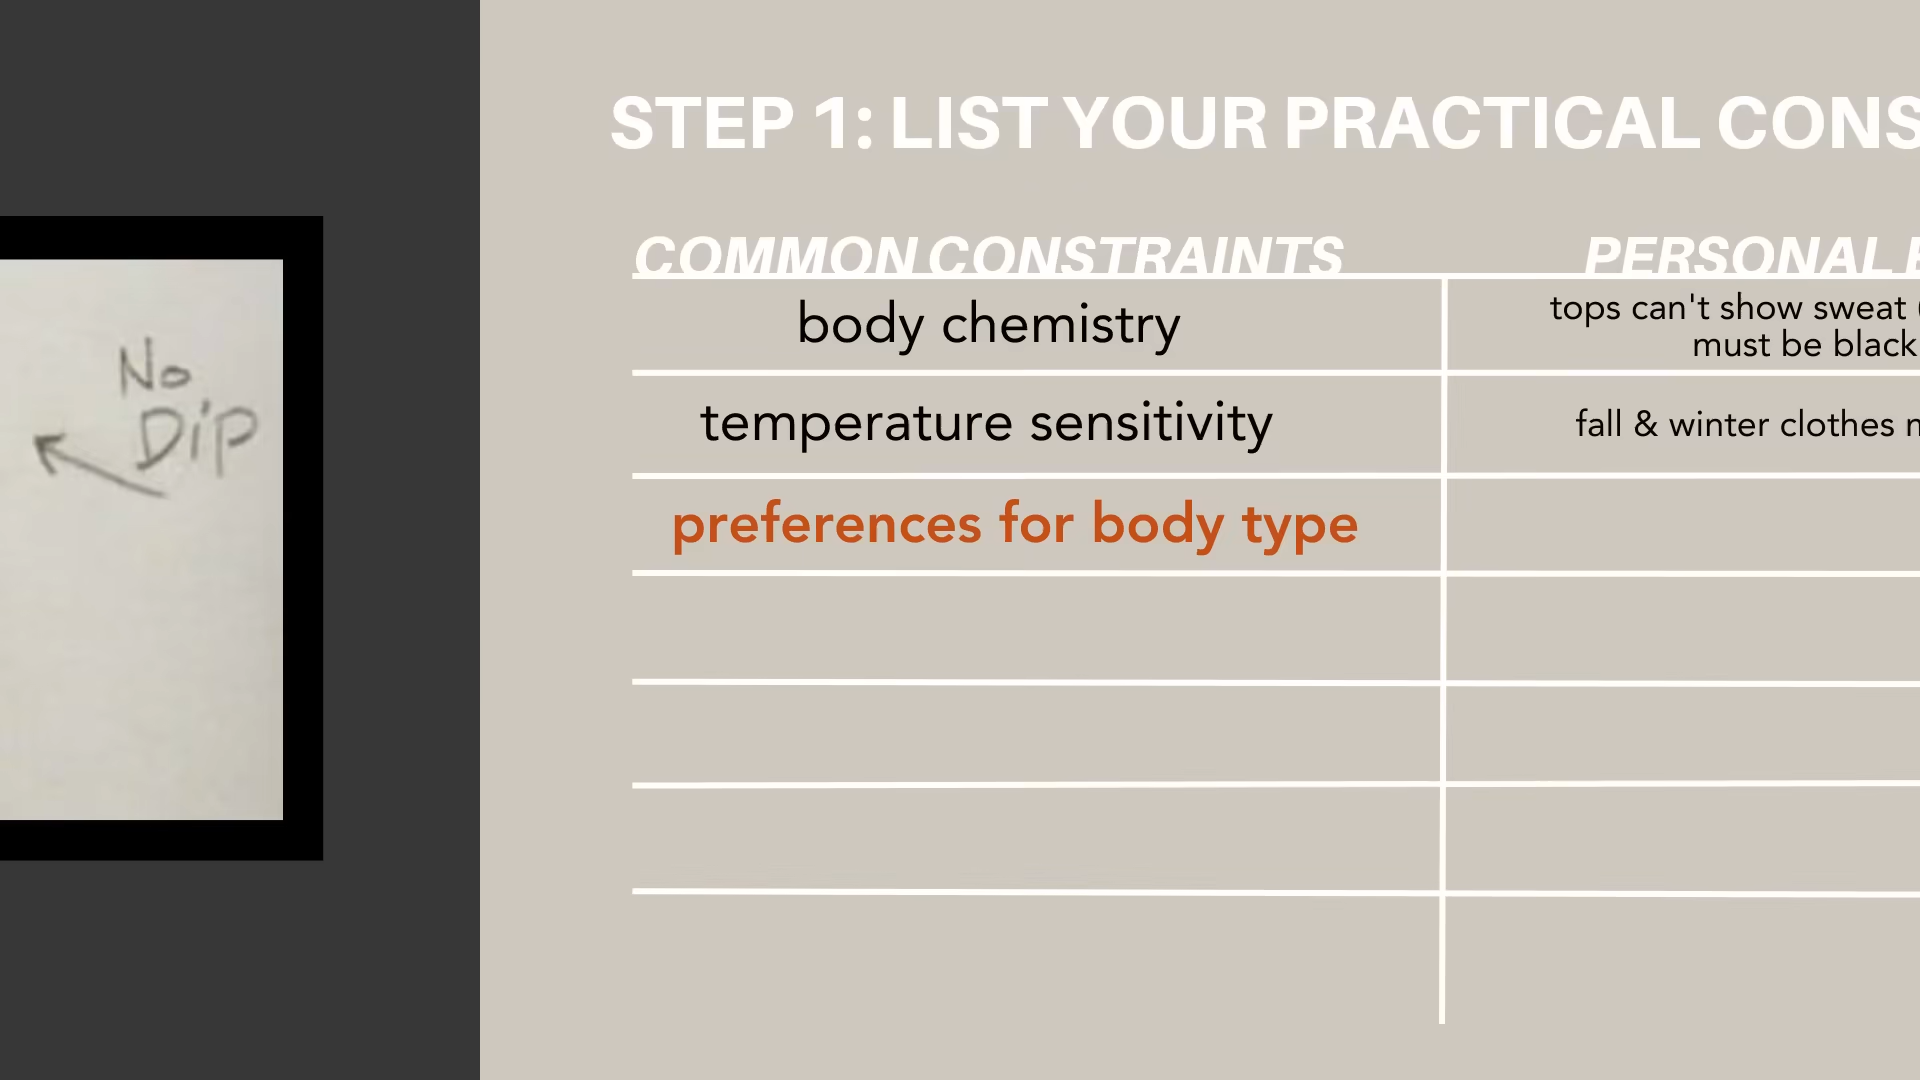 No
Dip
STEP 1: LIST YOUR PRACTICAL CONS
COMMON CONSTRAINTS
PERSONAL
body chemistry
tops can't show sweat
must be black
temperature sensitivity
fall & winter clothes
preferences for body type